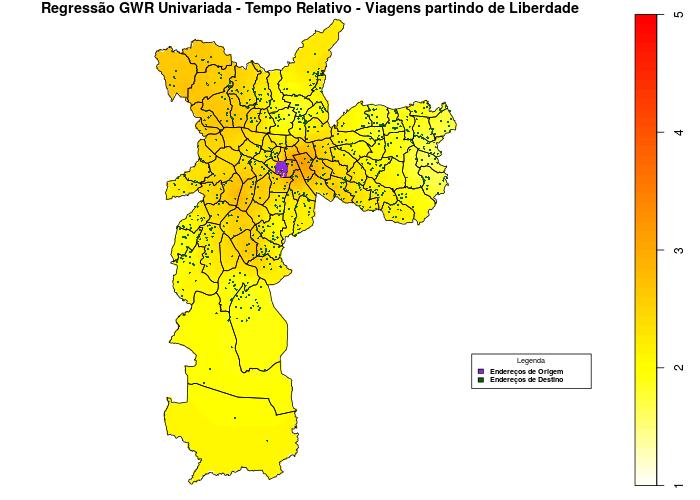 Regressão GWR Univariada - Tempo Relativo - Viagens partindo de Liberdade
5
4
3
2
1
Legenda
Endereços de Origem
Endereços de Destino